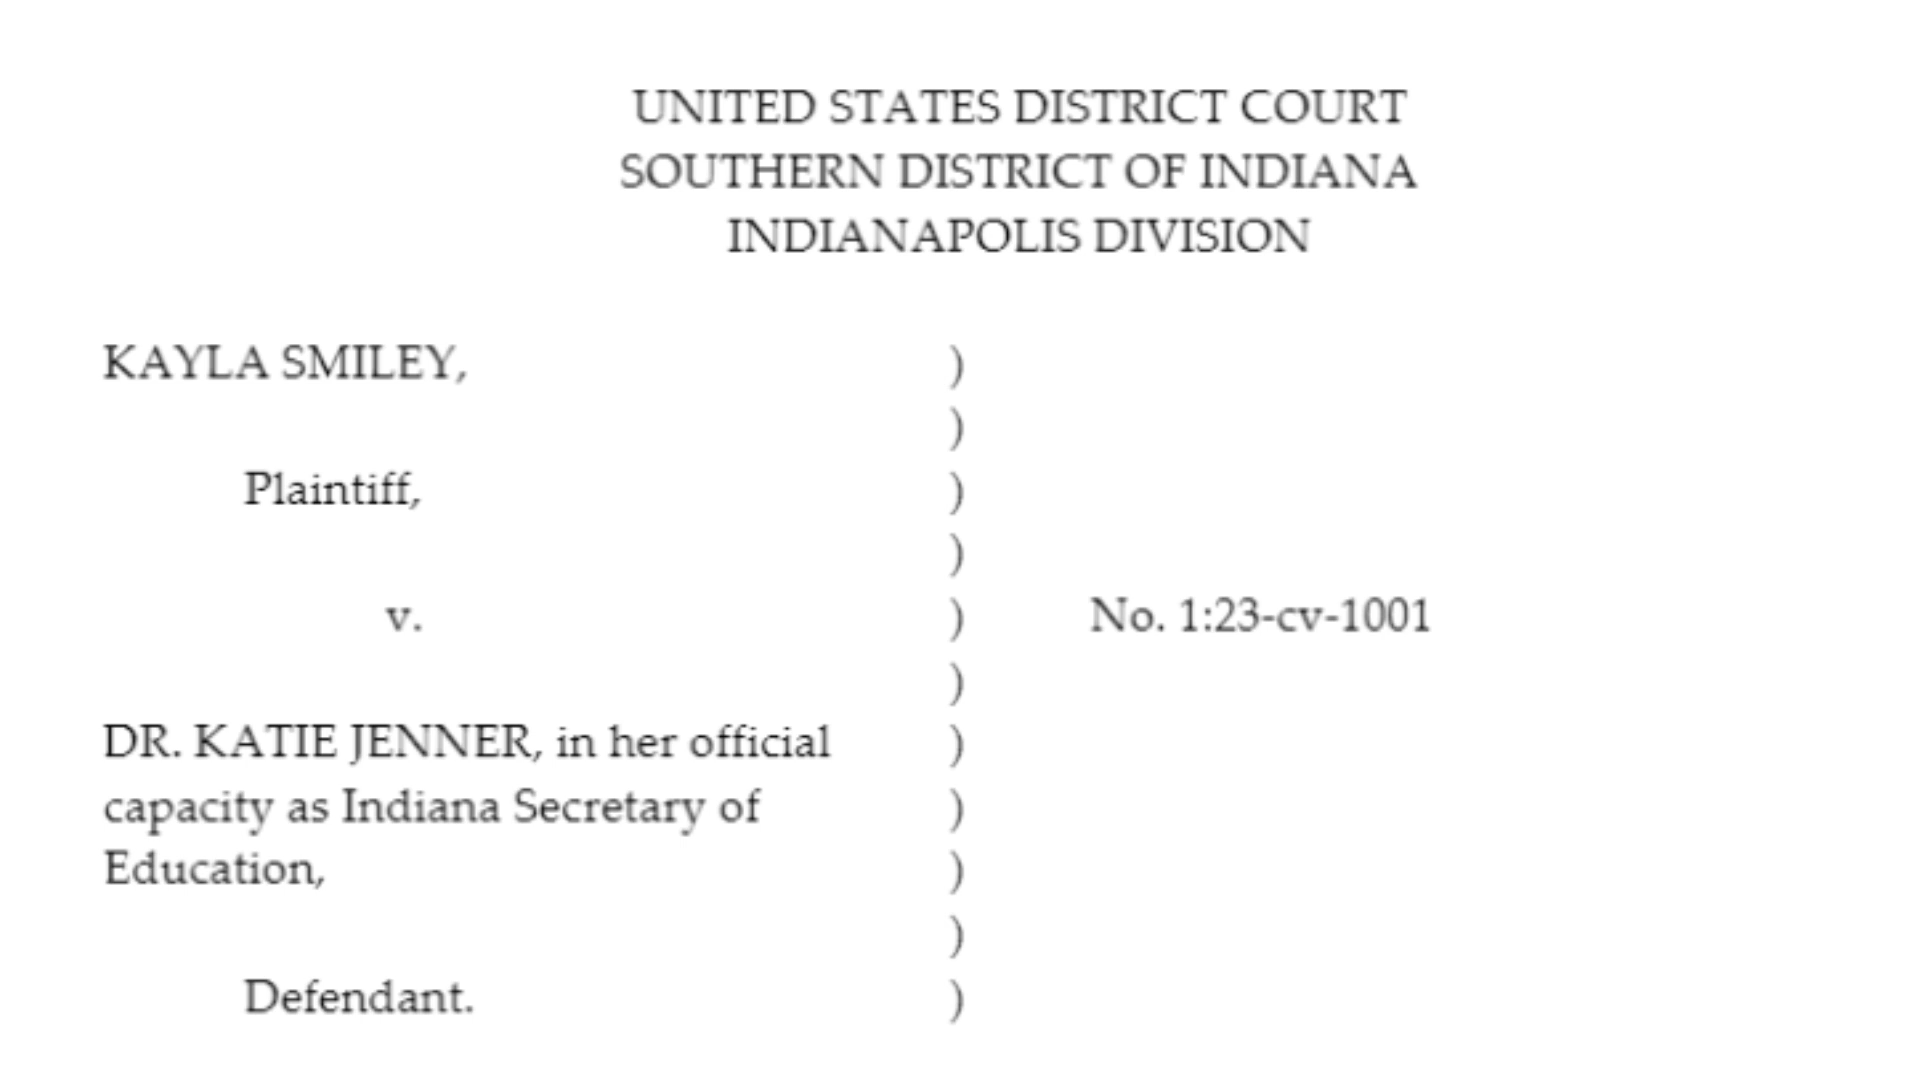 UNITED STATES DISTRICT COURT
SOUTHERN DISTRICT OF INDIANA
INDIANAPOLIS DIVISION
KAYLA SMILEY, )
)
Plaintiff, )
)
v. ) No. 1:23-cv-1001
)
DR. KATIE JENNER, in her official )
capacity as Indiana Secretary of )
Education, )
)
Defendant. )